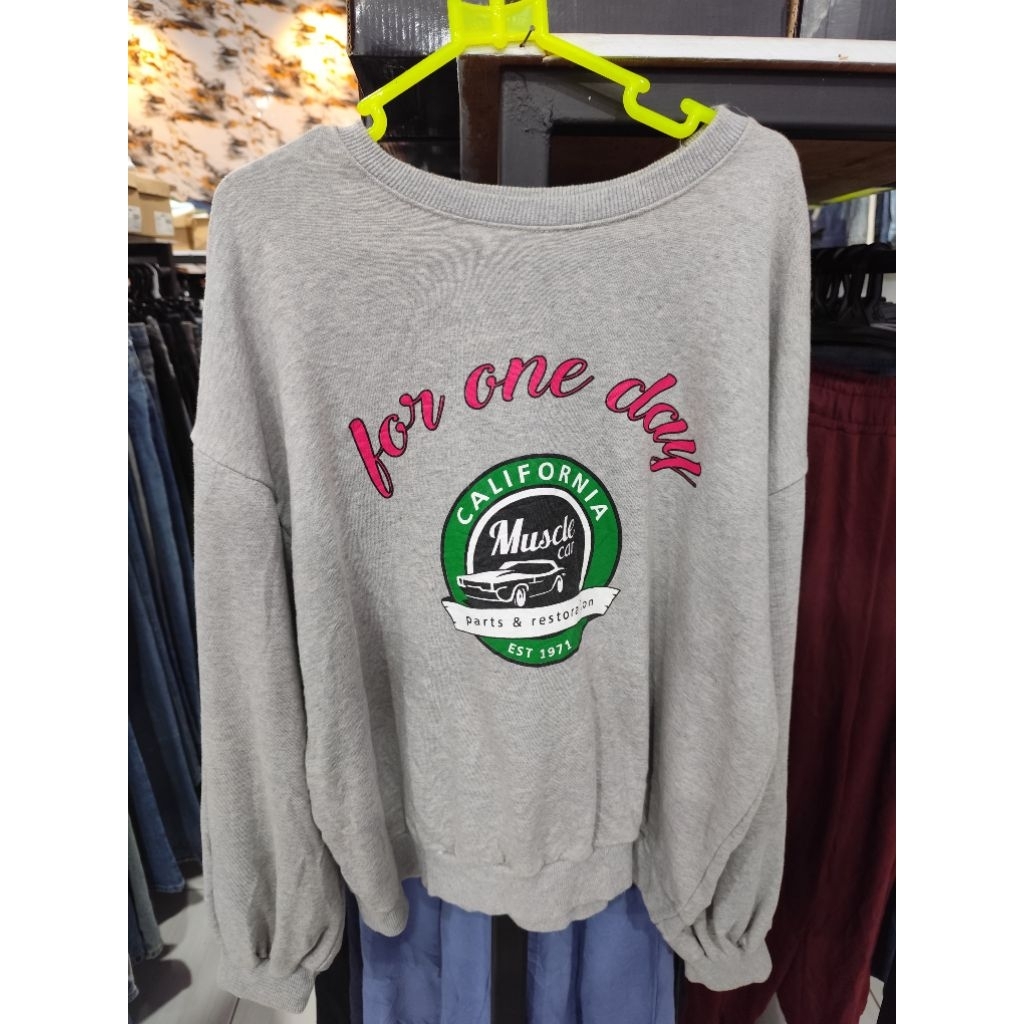 for one day
CALIFORNIA
Muscle
car
parts & restoration
EST 1971